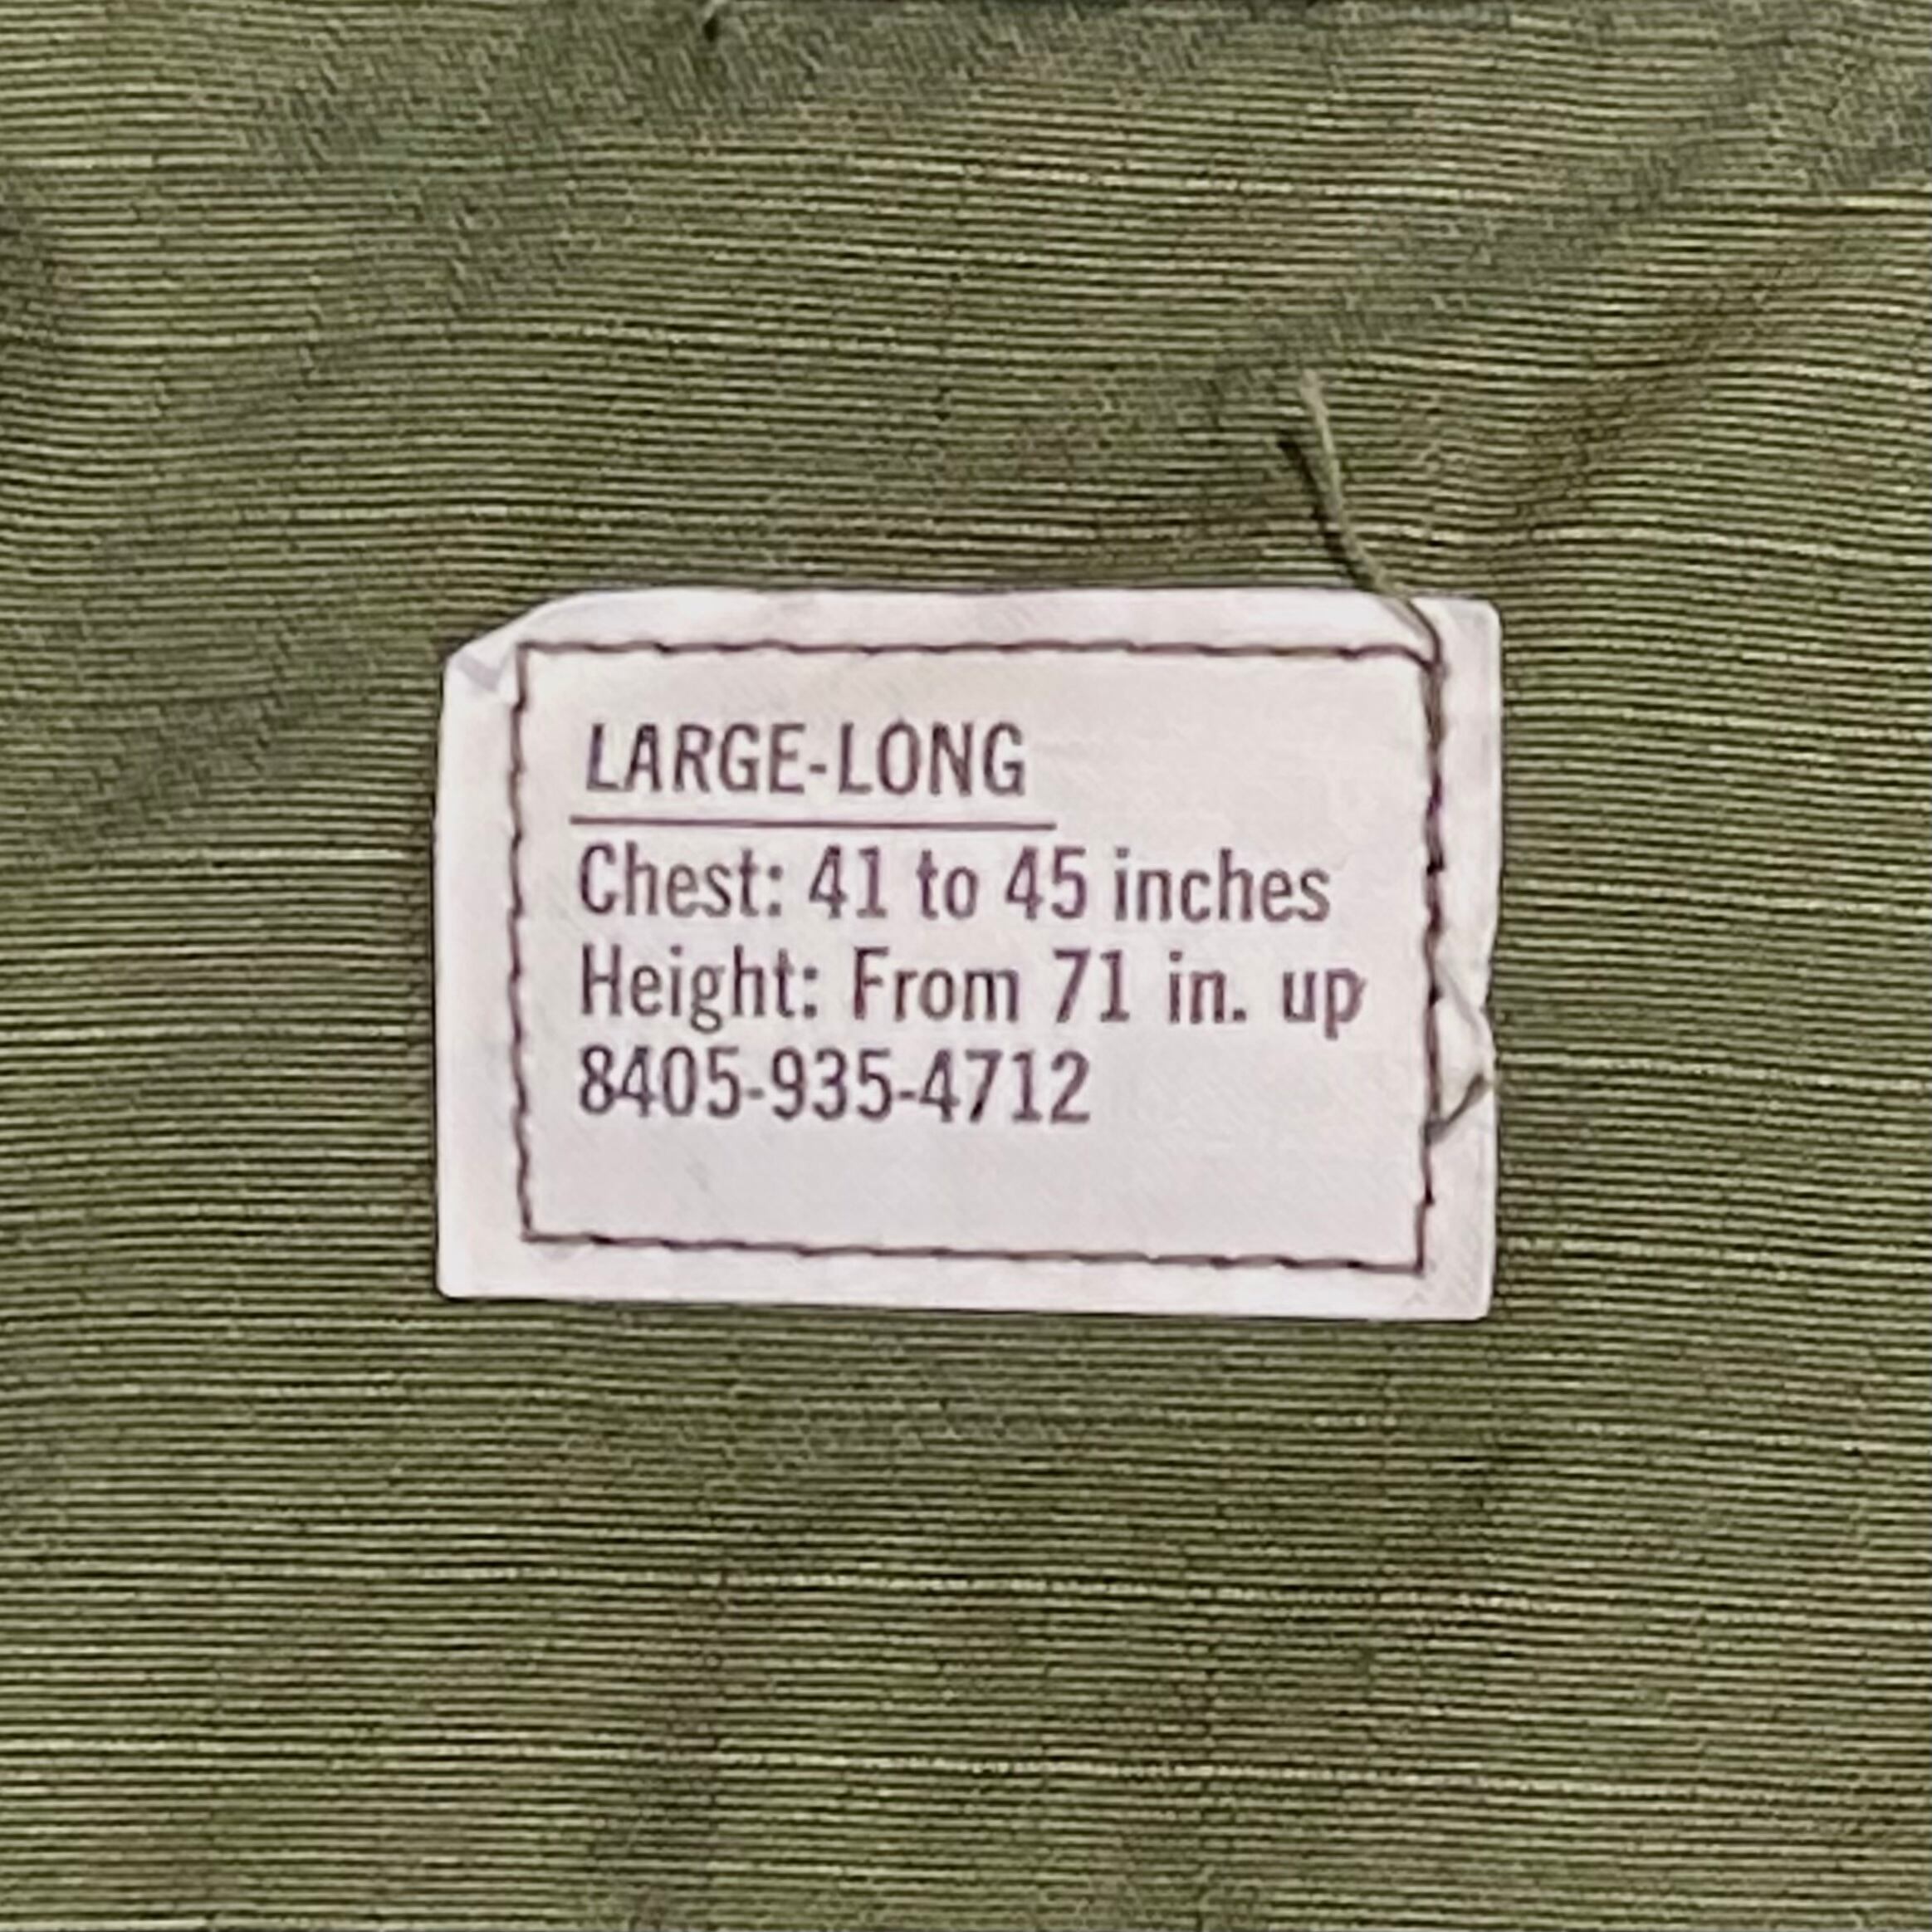 LARGE-LONG
Chest: 41 to 45 inches
Height: From 71 in. up
8405-935-4712